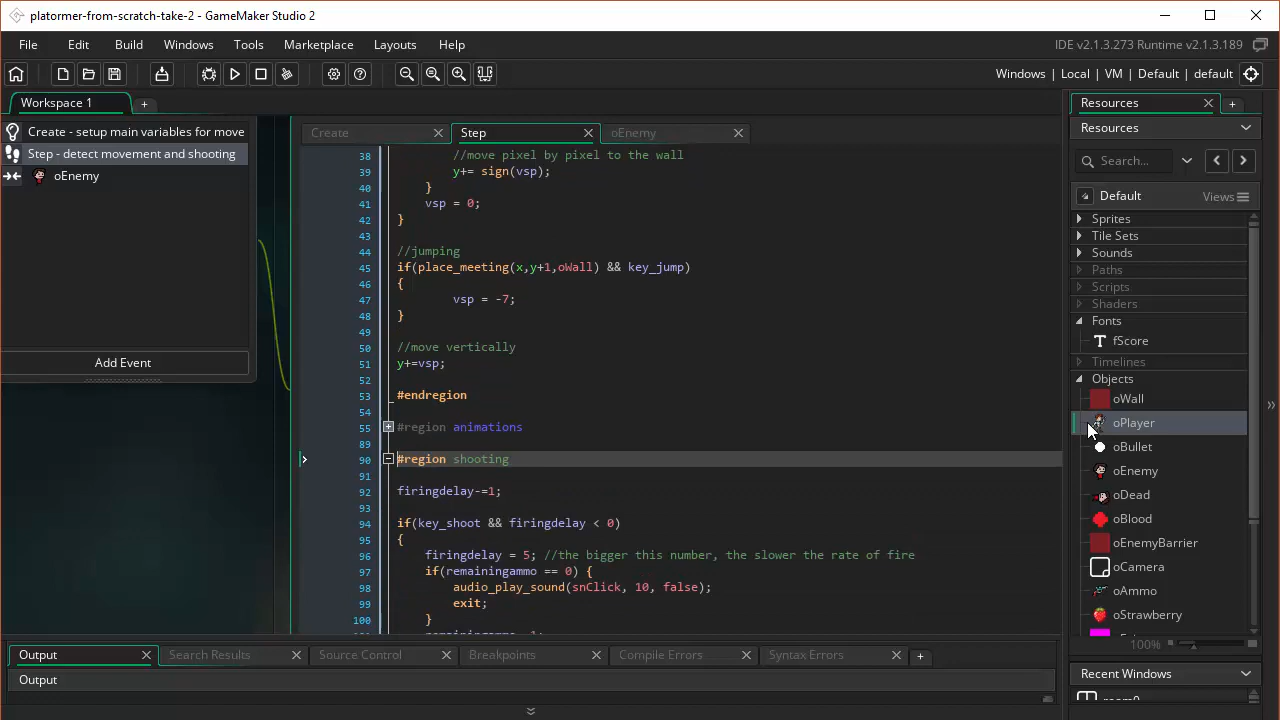 platormer-from-scratch-take-2 - GameMaker Studio 2
File Edit Build Windows Tools Marketplace Layouts Help
IDE v2.1.3.273 Runtime v2.1.3.189
Windows | Local | VM | Default | default
Workspace 1
Create - setup main variables for move
Step - detect movement and shooting
oEnemy
Add Event
Create
Step
oEnemy
38 //move pixel by pixel to the wall
39 y+= sign(vsp);
40 }
41 vsp = 0;
42 }
43
44 //jumping
45 if(place_meeting(x,y+1,oWall) && key_jump)
46 {
47 vsp = -7;
48 }
49
50 //move vertically
51 y+=vsp;
52
53 #endregion
54
55 #region animations
89
90 #region shooting
91
92 firingdelay-=1;
93
94 if(key_shoot && firingdelay < 0)
95 {
96 firingdelay = 5; //the bigger this number, the slower the rate of fire
97 if(remainingammo == 0) {
98 audio_play_sound(snClick, 10, false);
99 exit;
100 }
Resources
Resources
Search...
Default
Views
Sprites
Tile Sets
Sounds
Paths
Scripts
Shaders
Fonts
fScore
Timelines
Objects
oWall
oPlayer
oBullet
oEnemy
oDead
oBlood
oEnemyBarrier
oCamera
oAmmo
oStrawberry
100%
Recent Windows
Output
Search Results
Source Control
Breakpoints
Compile Errors
Syntax Errors
Output